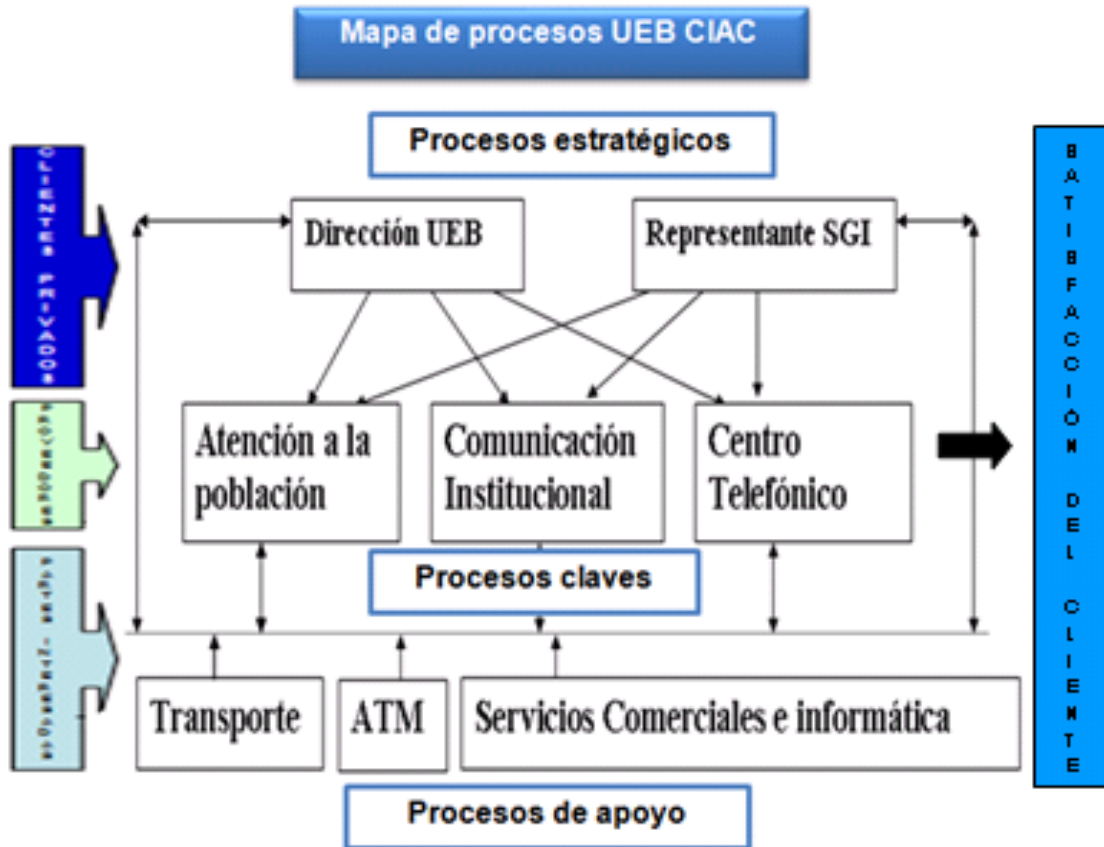 Mapa de procesos UEB CIAC
Procesos estratégicos
CLIENTES PRIVADOS
Dirección UEB
Representante SGI
Atención a la
población
Comunicación
Institucional
Centro
Telefónico
Procesos claves
Transporte
ATM
Servicios Comerciales e informática
Procesos de apoyo
SATISFACCIÓN DEL CLIENTE